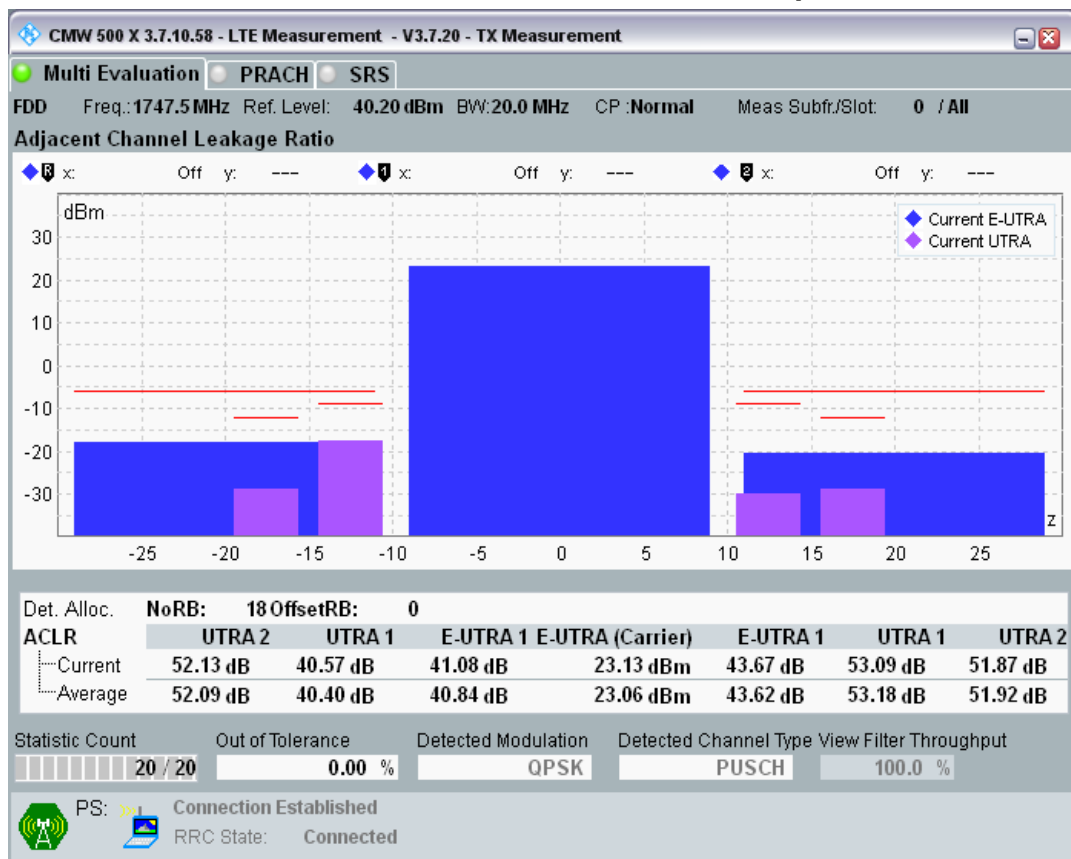 CMW 500 X 3.7.10.58 - LTE Measurement - V3.7.20 - TX Measurement
Multi Evaluation PRACH SRS
FDD Freq.:1747.5 MHz Ref. Level: 40.20 dBm BW:20.0 MHz CP :Normal Meas Subfr./Slot: 0 / All
Adjacent Channel Leakage Ratio
R x: Off y: --- 1 x: Off y: --- 2 x: Off y: ---
dBm
Current E-UTRA
Current UTRA
30
20
10
0
-10
-20
-30
z
-25 -20 -15 -10 -5 0 5 10 15 20 25
Det. Alloc. NoRB: 18 OffsetRB: 0
ACLR UTRA 2 UTRA 1 E-UTRA 1 E-UTRA (Carrier) E-UTRA 1 UTRA 1 UTRA 2
Current 52.13 dB 40.57 dB 41.08 dB 23.13 dBm 43.67 dB 53.09 dB 51.87 dB
Average 52.09 dB 40.40 dB 40.84 dB 23.06 dBm 43.62 dB 53.18 dB 51.92 dB
Statistic Count Out of Tolerance Detected Modulation Detected Channel Type View Filter Throughput
20 / 20 0.00 % QPSK PUSCH 100.0 %
PS: Connection Established
RRC State: Connected